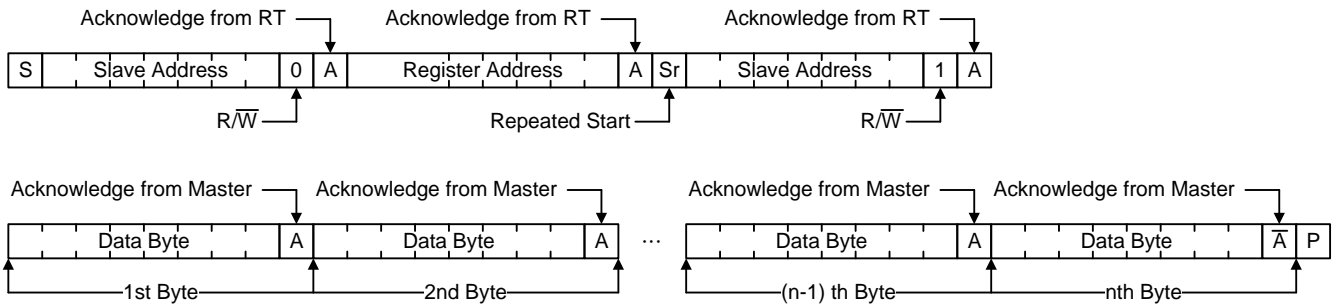 Acknowledge from RT Acknowledge from RT Acknowledge from RT
S Slave Address 0 A Register Address A Sr Slave Address 1 A
R/W̅ Repeated Start R/W̅
Acknowledge from Master Acknowledge from Master Acknowledge from Master Acknowledge from Master
Data Byte A Data Byte A ... Data Byte A Data Byte A̅ P
1st Byte 2nd Byte (n-1) th Byte nth Byte